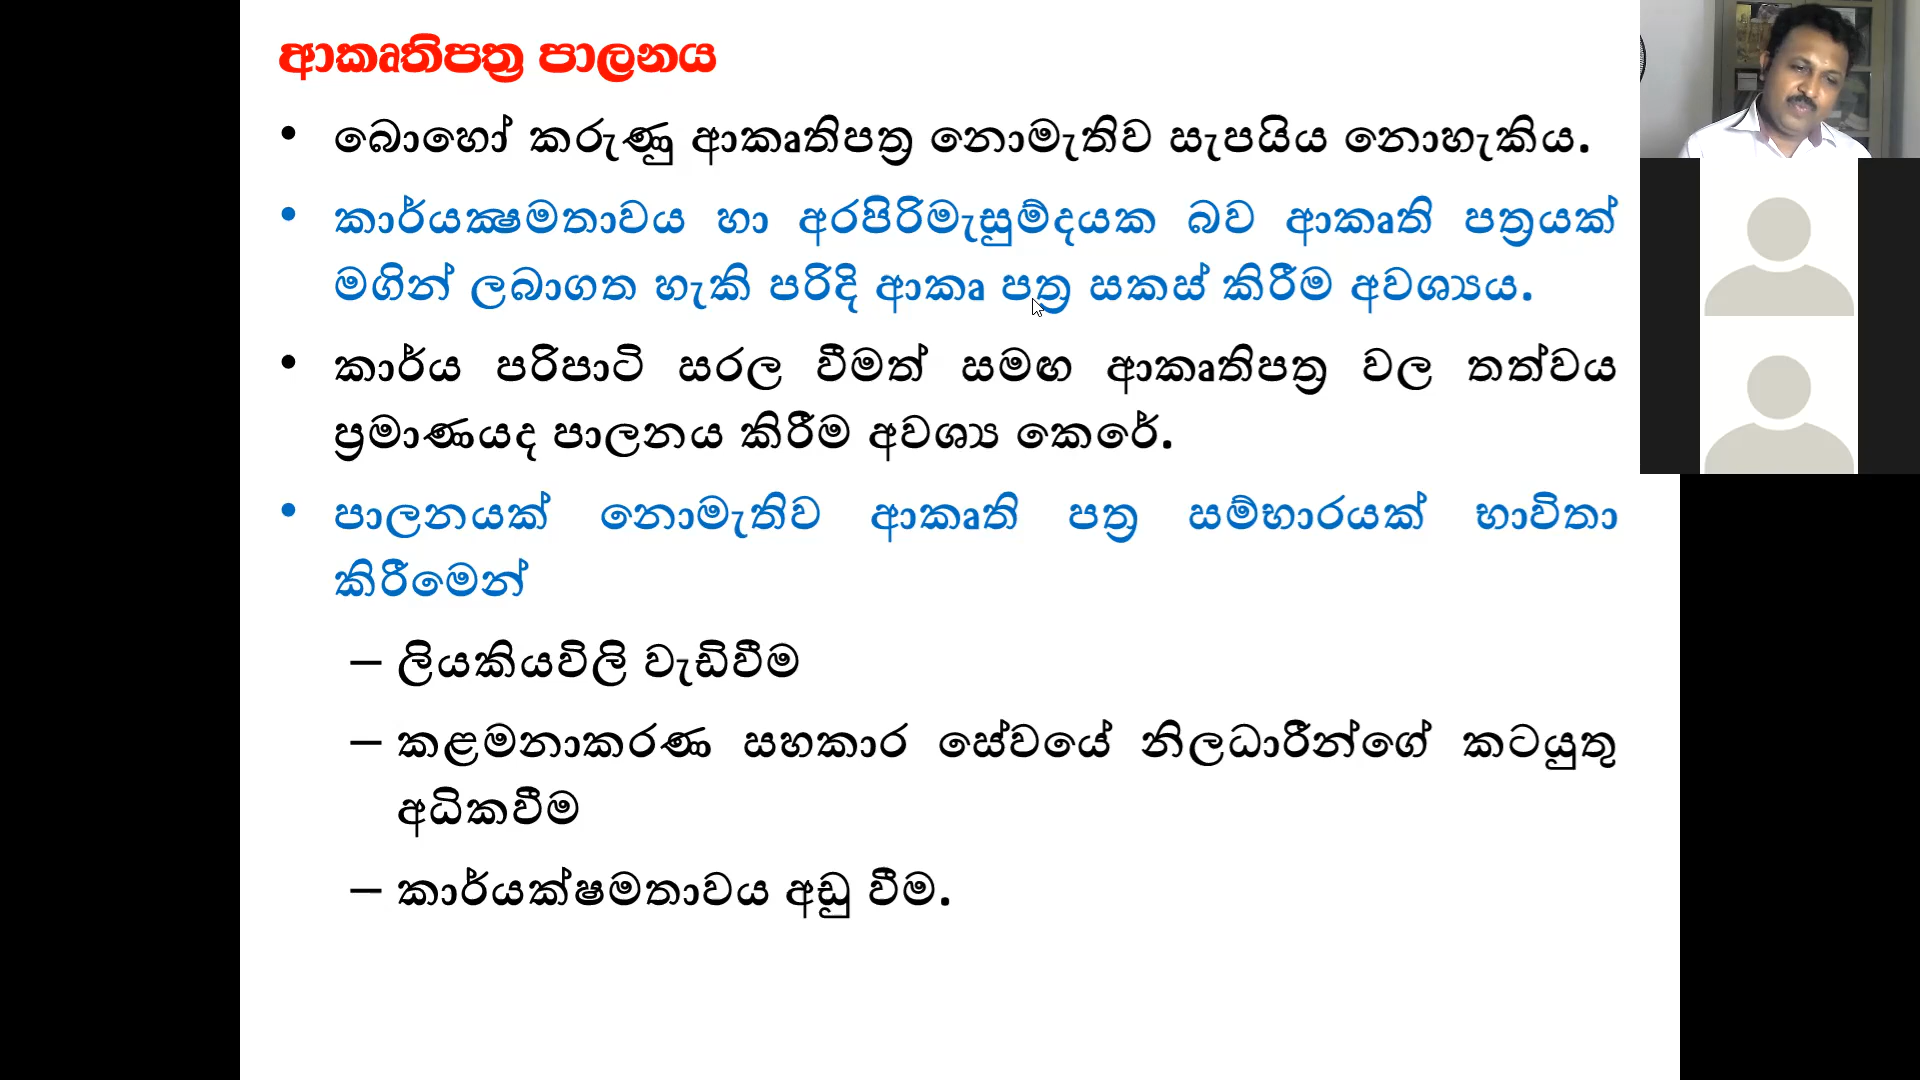 ආකෘතිපත්‍ර පාලනය
• බොහෝ කරුණු ආකෘතිපත්‍ර නොමැතිව සැපයිය නොහැකිය.
• කාර්යක්‍ෂමතාවය හා අරපිරිමැසුම්දයක බව ආකෘති පත්‍රයක්
මගින් ලබාගත හැකි පරිදි ආකෘ පත්‍ර සකස් කිරීම අවශ්‍යය.
• කාර්ය පරිපාටි සරල වීමත් සමඟ ආකෘතිපත්‍ර වල තත්වය
ප්‍රමාණයද පාලනය කිරීම අවශ්‍ය කෙරේ.
• පාලනයක් නොමැතිව ආකෘති පත්‍ර සම්භාරයක් භාවිතා
කිරීමෙන්
– ලියකියවිලි වැඩිවීම
– කළමනාකරණ සහකාර සේවයේ නිලධාරීන්ගේ කටයුතු
අධිකවීම
– කාර්යක්ෂමතාවය අඩු වීම.